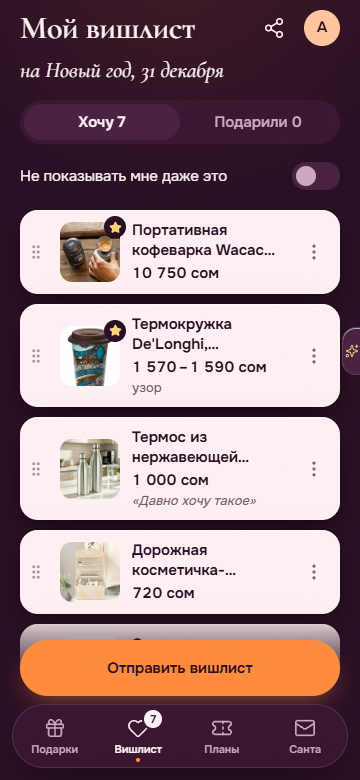 Мой вишлист
А
на Новый год, 31 декабря
Хочу 7
Подарили 0
Не показывать мне даже это
Портативная
кофеварка Wacac...
10 750 сом
Термокружка
De'Longhi,...
1 570 – 1 590 сом
узор
Термос из
нержавеющей...
1 000 сом
«Давно хочу такое»
Дорожная
косметичка-...
720 сом
Отправить вишлист
7
Подарки
Вишлист
Планы
Санта